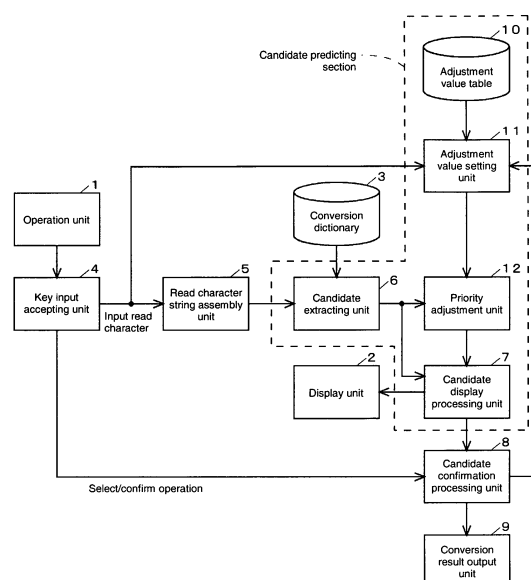 Candidate predicting
section
10
Adjustment
value table
11
Adjustment
value setting
unit
1
Operation unit
3
Conversion
dictionary
4
Key input
accepting unit
Input read
character
5
Read character
string assembly
unit
6
Candidate
extracting unit
12
Priority
adjustment unit
2
Display unit
7
Candidate
display
processing unit
8
Candidate
confirmation
processing unit
Select/confirm operation
9
Conversion
result output
unit